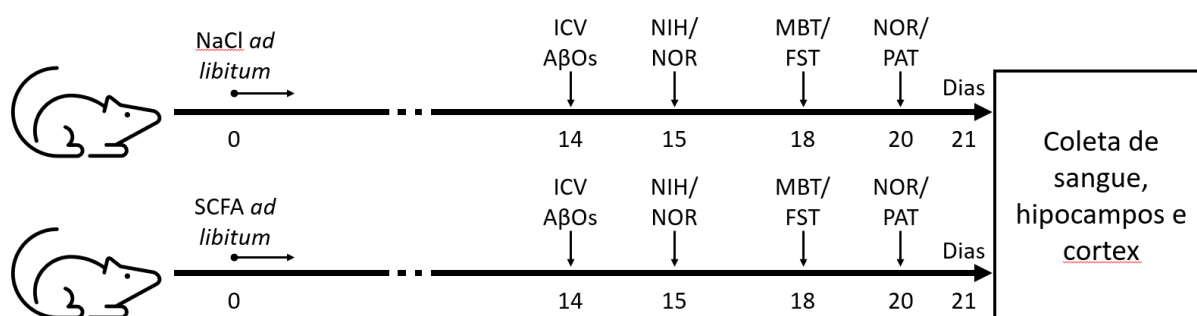 NaCl ad
libitum
ICV
AβOs
NIH/
NOR
MBT/
FST
NOR/
PAT
Dias
0
14
15
18
20
21
SCFA ad
libitum
ICV
AβOs
NIH/
NOR
MBT/
FST
NOR/
PAT
Dias
0
14
15
18
20
21
Coleta de
sangue,
hipocampos e
cortex